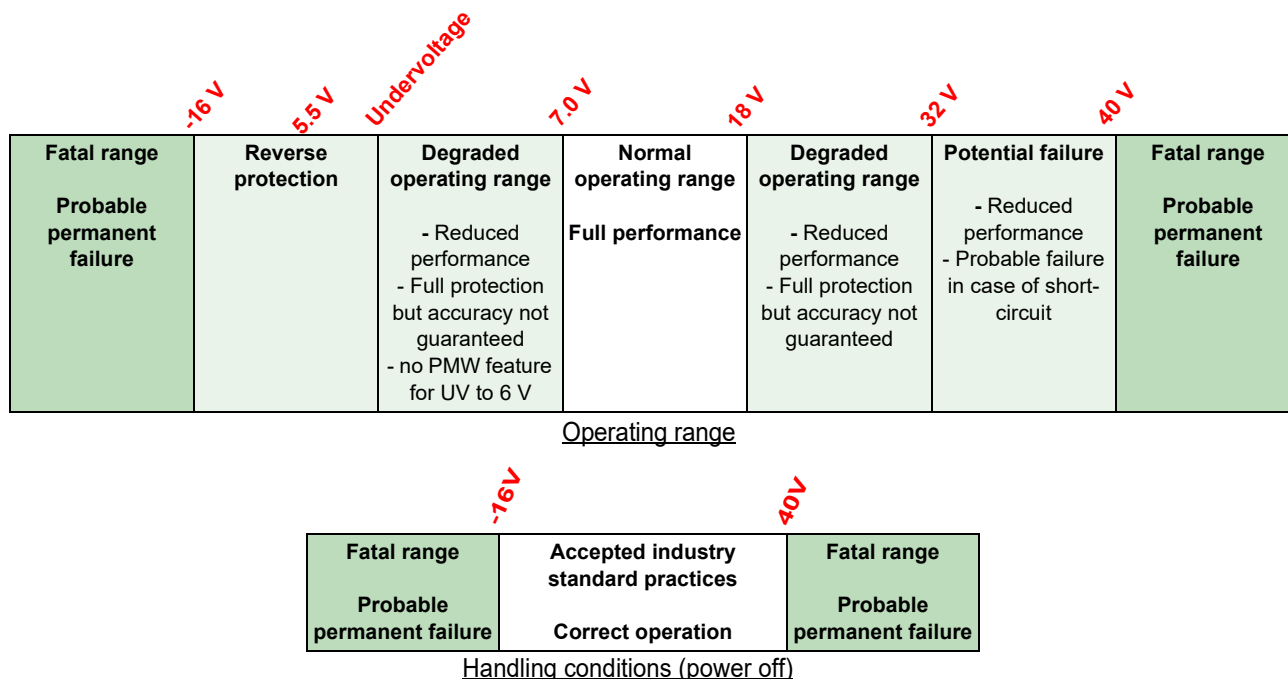 -16 V
5.5 V
Undervoltage
7.0 V
18 V
32 V
40 V
Fatal range
Probable
permanent
failure
Reverse
protection
Degraded
operating range
- Reduced
performance
- Full protection
but accuracy not
guaranteed
- no PMW feature
for UV to 6 V
Normal
operating range
Full performance
Degraded
operating range
- Reduced
performance
- Full protection
but accuracy not
guaranteed
Potential failure
- Reduced
performance
- Probable failure
in case of short-
circuit
Fatal range
Probable
permanent
failure
Operating range
-16V
40V
Fatal range
Probable
permanent failure
Accepted industry
standard practices
Correct operation
Fatal range
Probable
permanent failure
Handling conditions (power off)